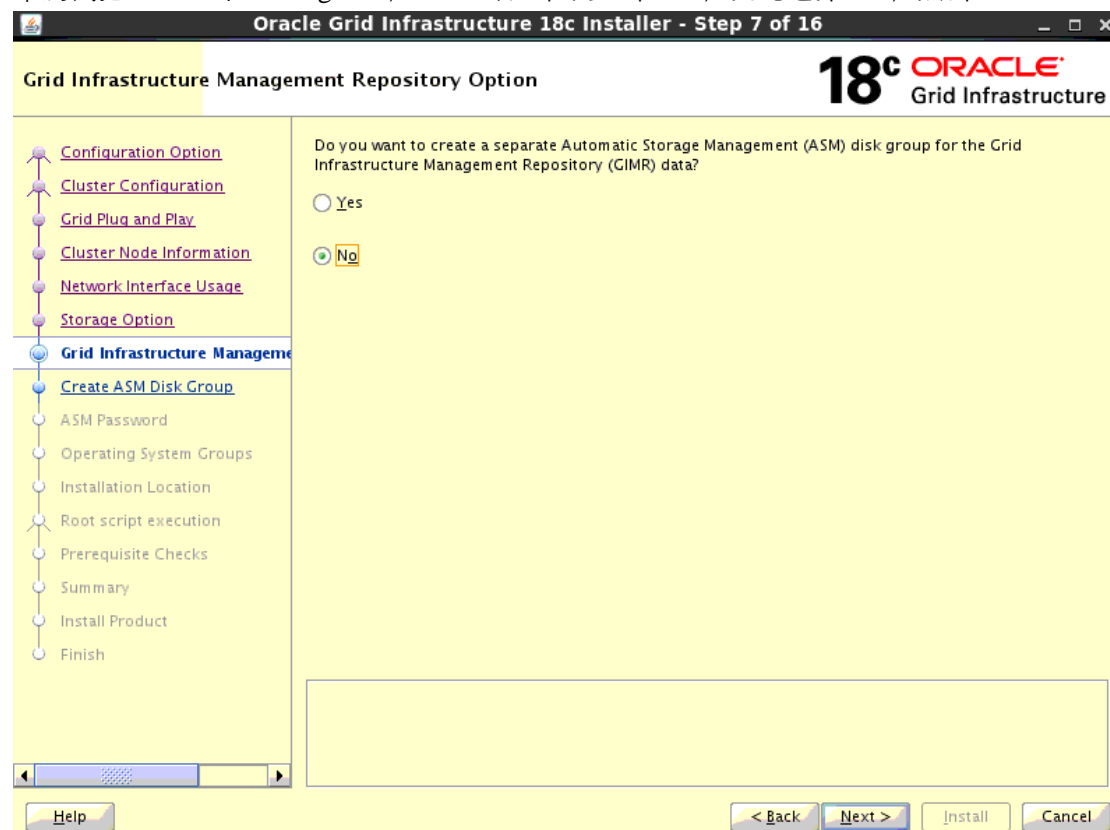 Oracle Grid Infrastructure 18c Installer - Step 7 of 16
Grid Infrastructure Management Repository Option
18c ORACLE
Grid Infrastructure
Configuration Option
Cluster Configuration
Grid Plug and Play
Cluster Node Information
Network Interface Usage
Storage Option
Grid Infrastructure Manageme
Create ASM Disk Group
ASM Password
Operating System Groups
Installation Location
Root script execution
Prerequisite Checks
Summary
Install Product
Finish
Do you want to create a separate Automatic Storage Management (ASM) disk group for the Grid
Infrastructure Management Repository (GIMR) data?
Yes
No
Help
< Back
Next >
Install
Cancel